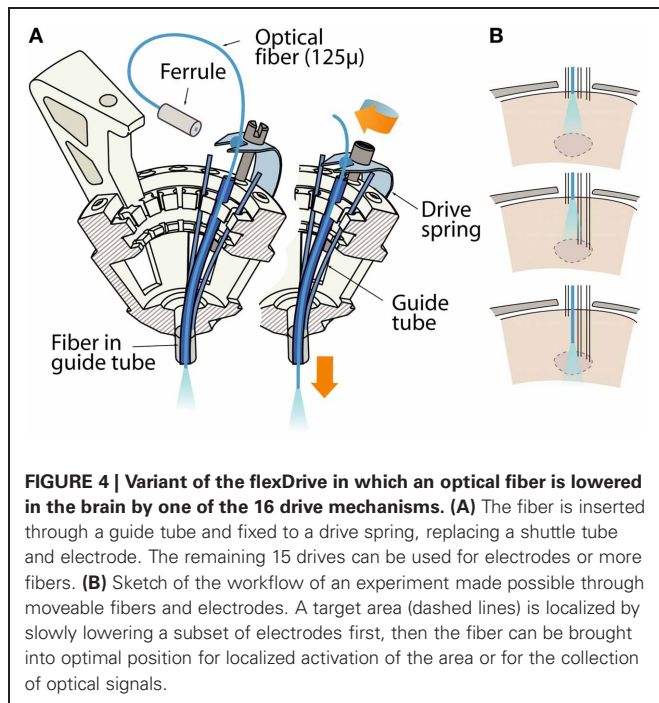 A
Optical
fiber (125µ)
Ferrule
B
Drive
spring
Guide
tube
Fiber in
guide tube
FIGURE 4 | Variant of the flexDrive in which an optical fiber is lowered
in the brain by one of the 16 drive mechanisms. (A) The fiber is inserted
through a guide tube and fixed to a drive spring, replacing a shuttle tube
and electrode. The remaining 15 drives can be used for electrodes or more
fibers. (B) Sketch of the workflow of an experiment made possible through
moveable fibers and electrodes. A target area (dashed lines) is localized by
slowly lowering a subset of electrodes first, then the fiber can be brought
into optimal position for localized activation of the area or for the collection
of optical signals.